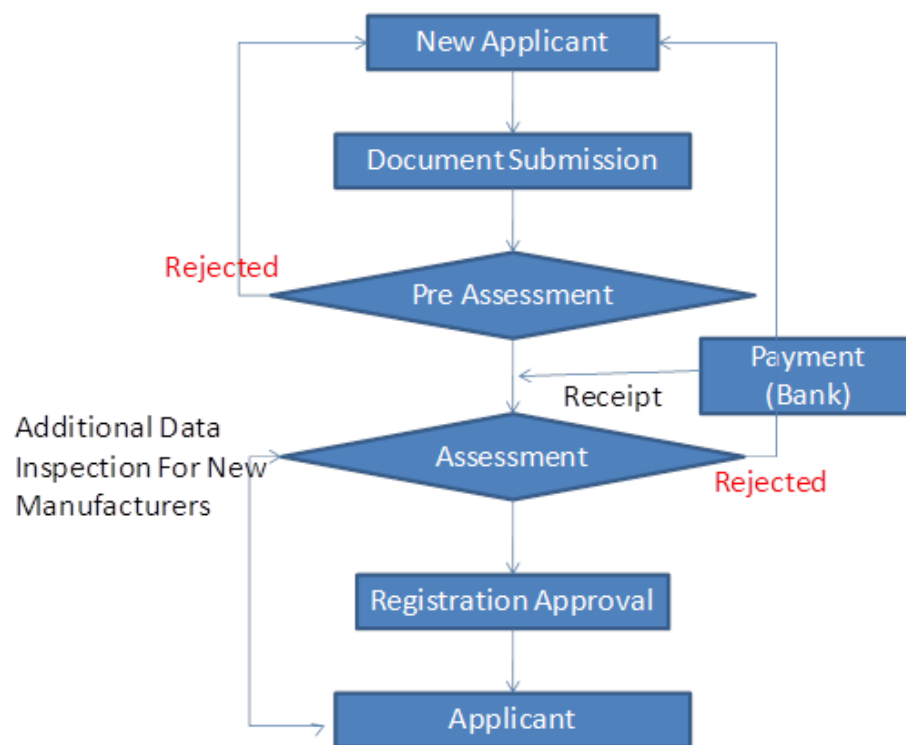 New Applicant
Document Submission
Rejected
Pre Assessment
Payment
(Bank)
Receipt
Additional Data
Inspection For New
Manufacturers
Assessment
Rejected
Registration Approval
Applicant